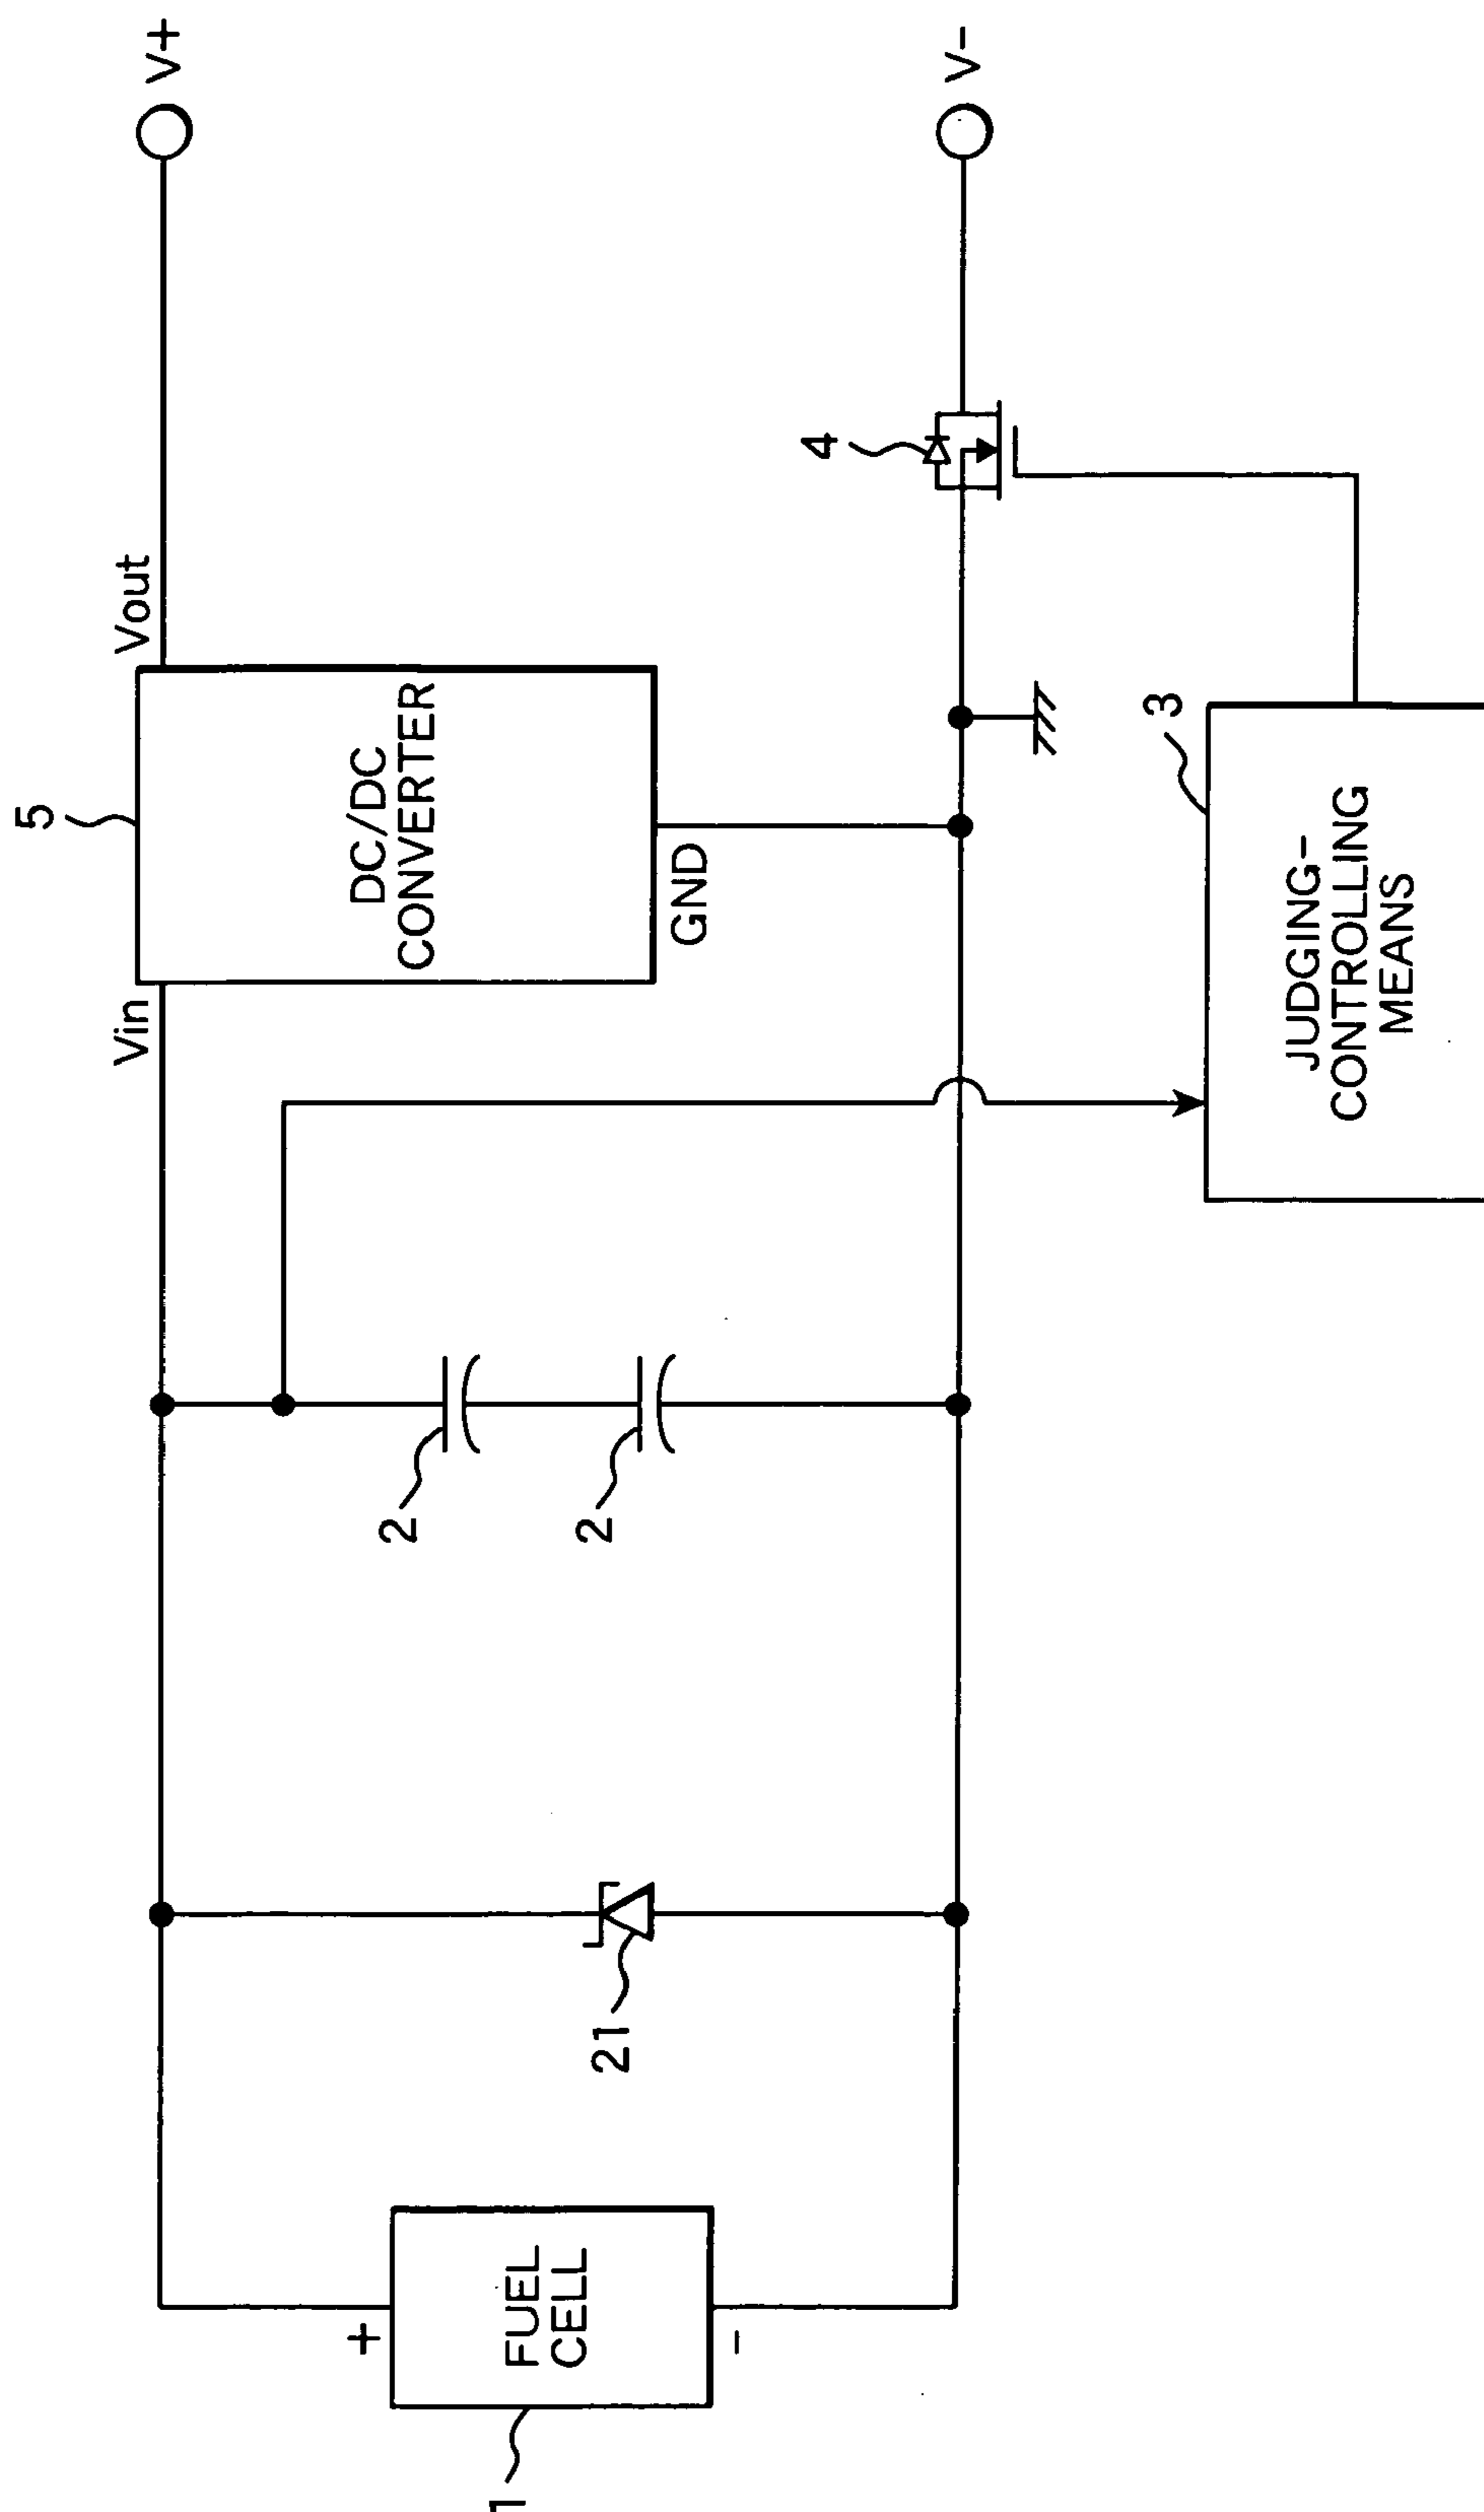 5
Vin
Vout
V+
DC/DC
CONVERTER
GND
2
2
21
4
V-
3
JUDGING-
CONTROLLING
MEANS
+
FUEL
CELL
-
1